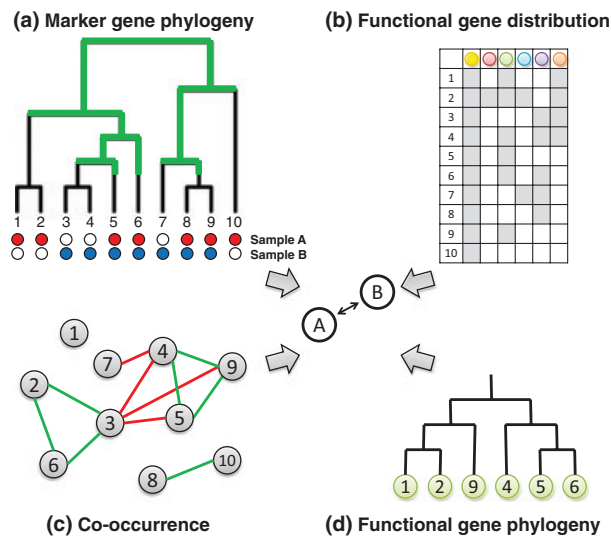 (a) Marker gene phylogeny
1 2 3 4 5 6 7 8 9 10
Sample A
Sample B
(b) Functional gene distribution
1
2
3
4
5
6
7
8
9
10
A
B
1
7
4
9
2
3
5
6
8
10
(c) Co-occurrence
1 2 9 4 5 6
(d) Functional gene phylogeny